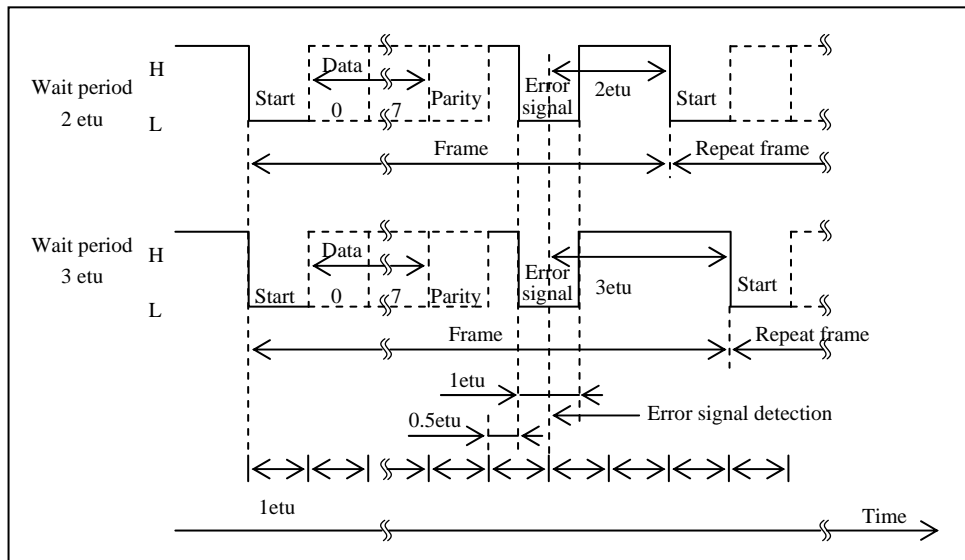 Wait period
2 etu
H
L
Start
Data
0
7
Parity
Error
signal
2etu
Start
Frame
Repeat frame
Wait period
3 etu
H
L
Start
Data
0
7
Parity
Error
signal
3etu
Start
Frame
Repeat frame
1etu
Error signal detection
0.5etu
1etu
Time